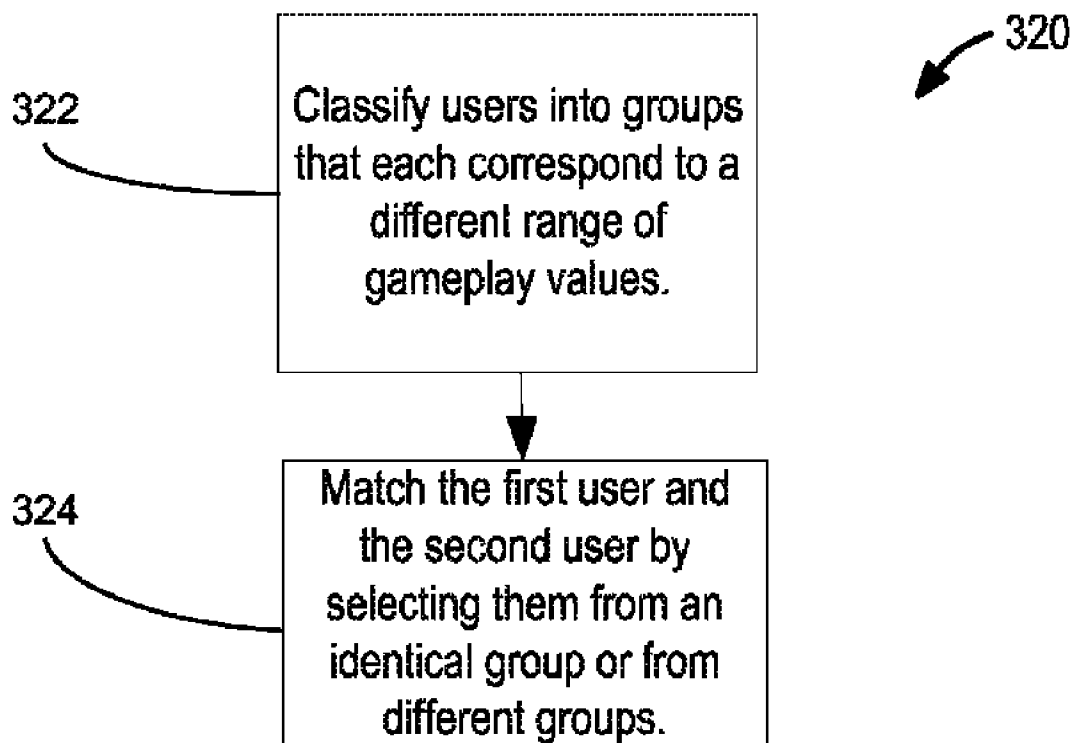 320
322
Classify users into groups
that each correspond to a
different range of
gameplay values.
324
Match the first user and
the second user by
selecting them from an
identical group or from
different groups.